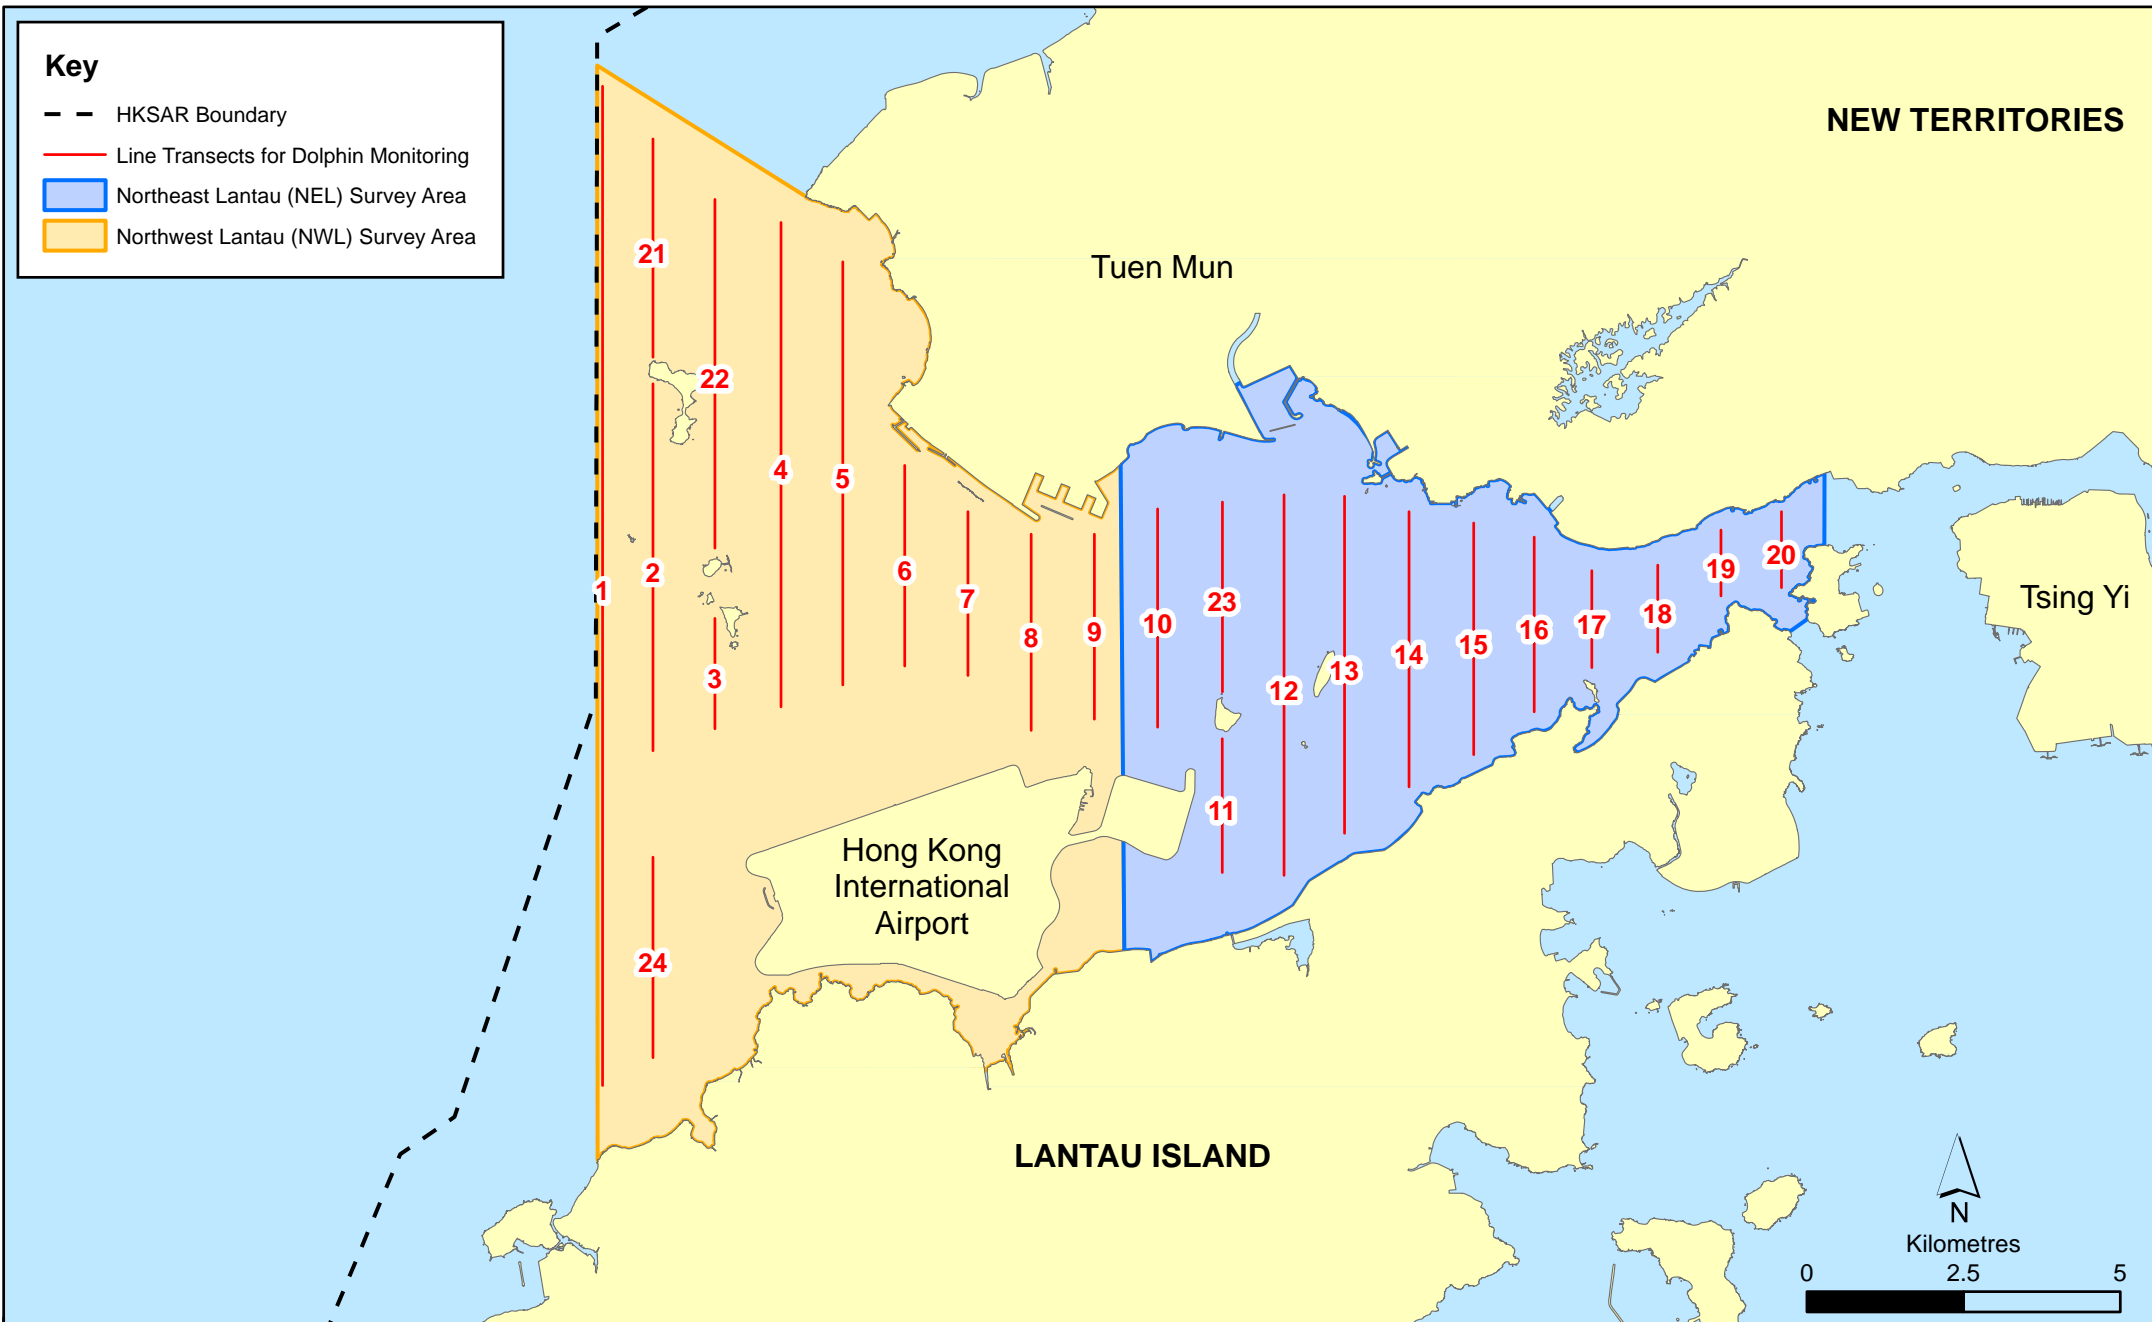 Key
HKSAR Boundary
Line Transects for Dolphin Monitoring
Northeast Lantau (NEL) Survey Area
Northwest Lantau (NWL) Survey Area
NEW TERRITORIES
Tuen Mun
21
22
4
5
6
2
1
7
3
8
9
10
23
12
13
14
15
16
17
18
19
20
11
24
Tsing Yi
Hong Kong
International
Airport
LANTAU ISLAND
N
Kilometres
0 2.5 5